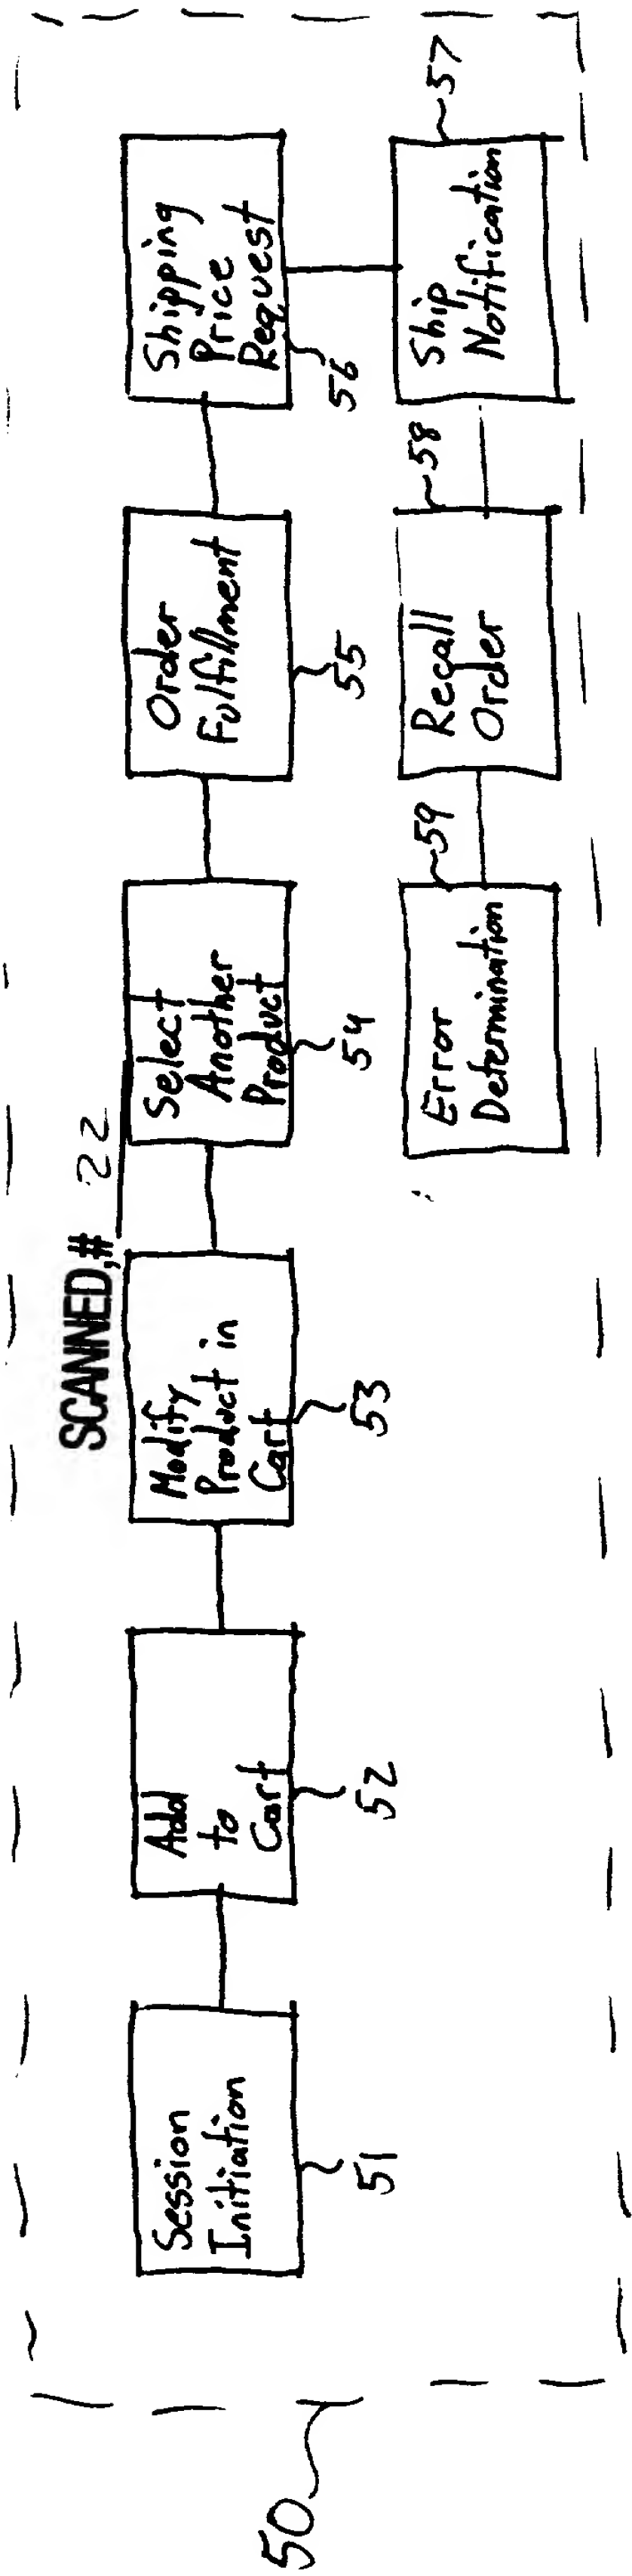 SCANNED,# 22
Session
Initiation
51
Add
to
Cart
52
Modify
Product in
Cart
53
Select
Another
Product
54
Order
Fulfillment
55
Shipping
Price
Request
56
57
Ship
Notification
58
Recall
Order
59
Error
Determination
50